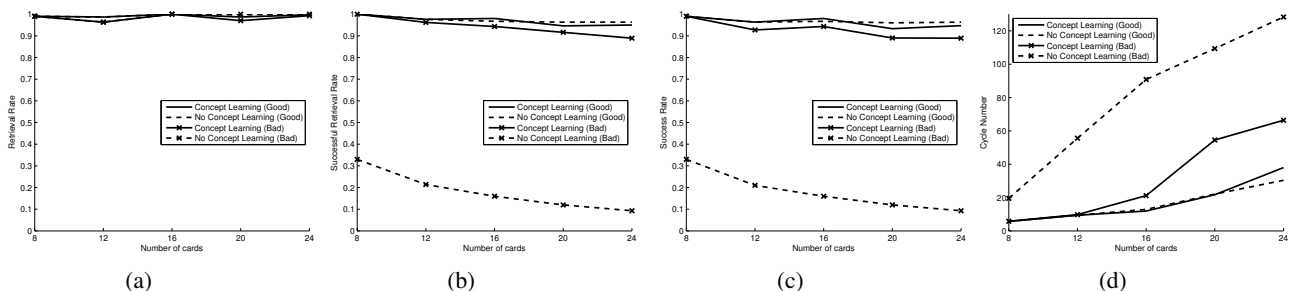 1
0.9
0.8
0.7
0.6
0.5
0.4
0.3
0.2
0.1
0
Retrieval Rate
8
12
16
20
24
Number of cards
Concept Learning (Good)
No Concept Learning (Good)
Concept Learning (Bad)
No Concept Learning (Bad)
(a)
1
0.9
0.8
0.7
0.6
0.5
0.4
0.3
0.2
0.1
0
Successful Retrieval Rate
8
12
16
20
24
Number of cards
Concept Learning (Good)
No Concept Learning (Good)
Concept Learning (Bad)
No Concept Learning (Bad)
(b)
1
0.9
0.8
0.7
0.6
0.5
0.4
0.3
0.2
0.1
0
Success Rate
8
12
16
20
24
Number of cards
Concept Learning (Good)
No Concept Learning (Good)
Concept Learning (Bad)
No Concept Learning (Bad)
(c)
120
100
80
60
40
20
0
Cycle Number
8
12
16
20
24
Number of cards
Concept Learning (Good)
No Concept Learning (Good)
Concept Learning (Bad)
No Concept Learning (Bad)
(d)